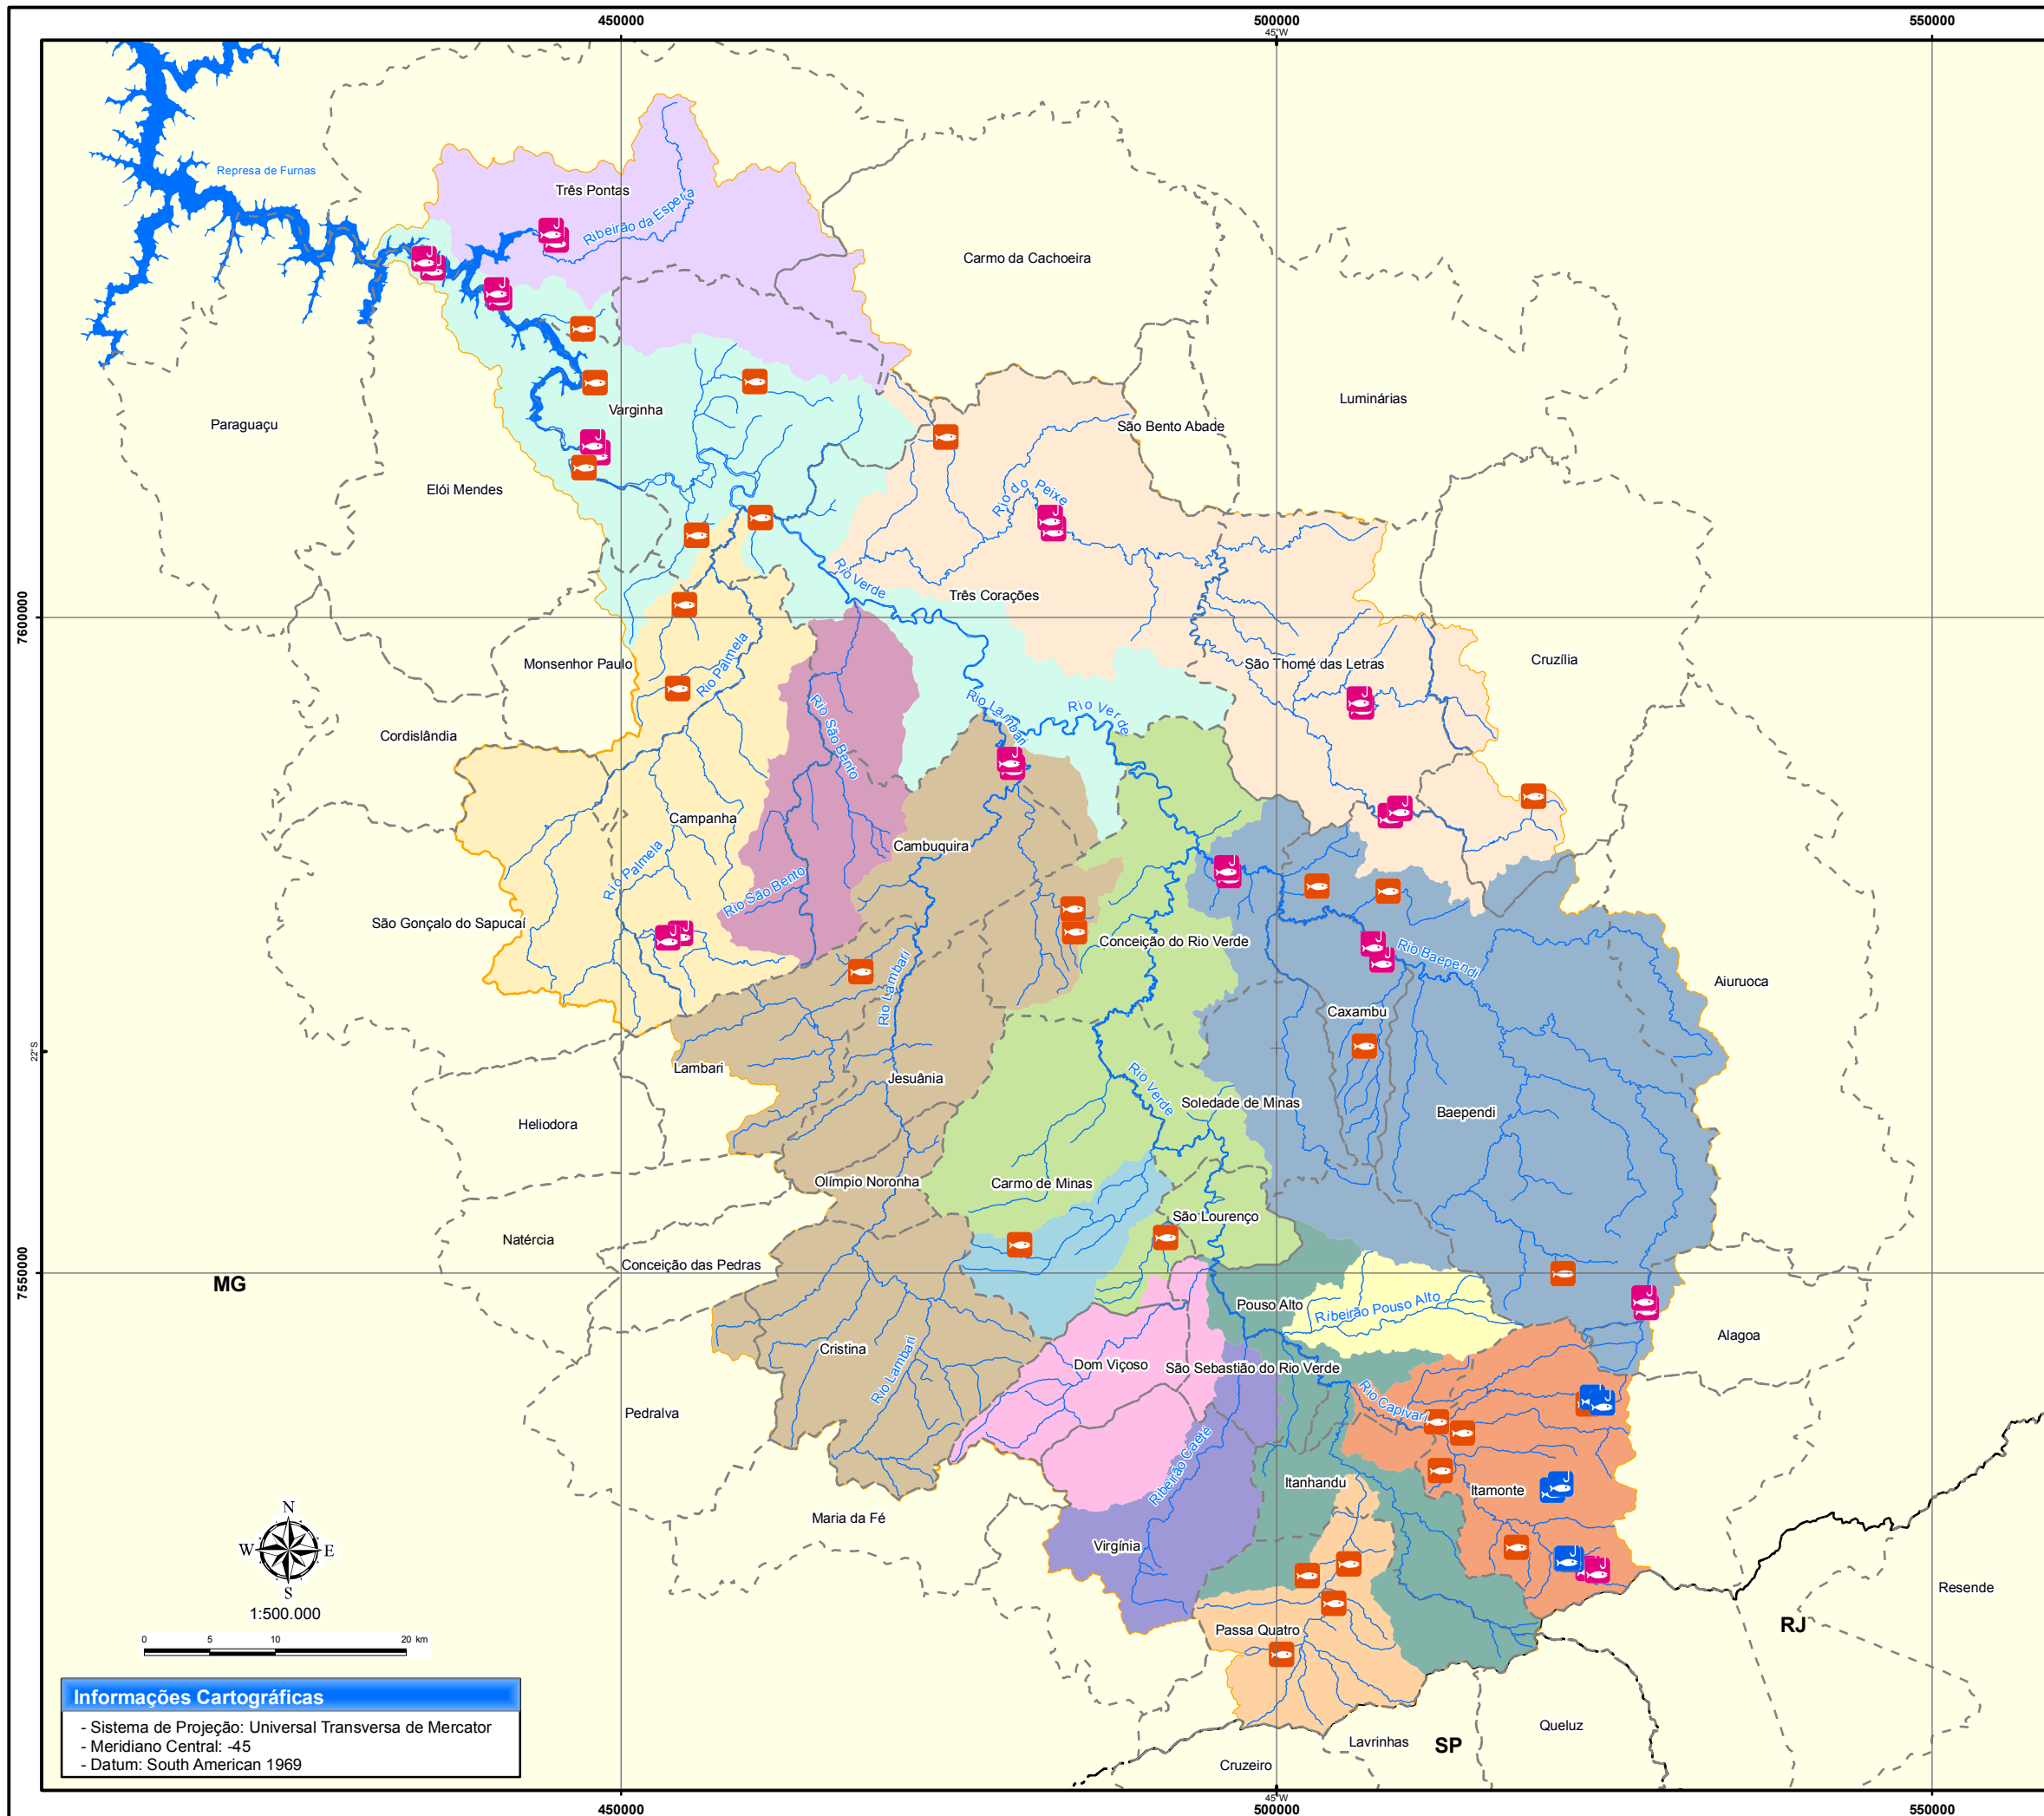 450000
500000
550000
45°W
Represa de Furnas
Três Pontas
Ribeirão da Espera
Carmo da Cachoeira
Varginha
Luminárias
Paraguaçu
São Bento Abade
Elói Mendes
Rio do Peixe
Rio Verde
Três Corações
7600000
Monsenhor Paulo
Rio Palmela
São Thomé das Letras
Cruzília
Rio Lambari
Rio Verde
Rio São Bento
Cordislândia
Campanha
Cambuquira
Rio Palmela
Rio São Bento
São Gonçalo do Sapucaí
Conceição do Rio Verde
Rio Baependi
Rio Lambari
Aiuruoca
Caxambu
22°S
Lambari
Jesuânia
Rio Verde
Soledade de Minas
Baependi
Heliodora
Olímpio Noronha
Carmo de Minas
São Lourenço
Natércia
Conceição das Pedras
7550000
MG
Pouso Alto
Ribeirão Pouso Alto
Alagoa
Cristina
Rio Lambari
Dom Viçoso
São Sebastião do Rio Verde
Rio Capivari
Pedralva
Ribeirão Caeté
Itanhandu
Itamonte
Maria da Fé
Virgínia
N
W
E
S
Resende
1:500.000
RJ
Passa Quatro
0
5
10
20 km
Informações Cartográficas
- Sistema de Projeção: Universal Transversa de Mercator
- Meridiano Central: -45
- Datum: South American 1969
Queluz
Lavrinhas
SP
Cruzeiro
45°W
450000
500000
550000